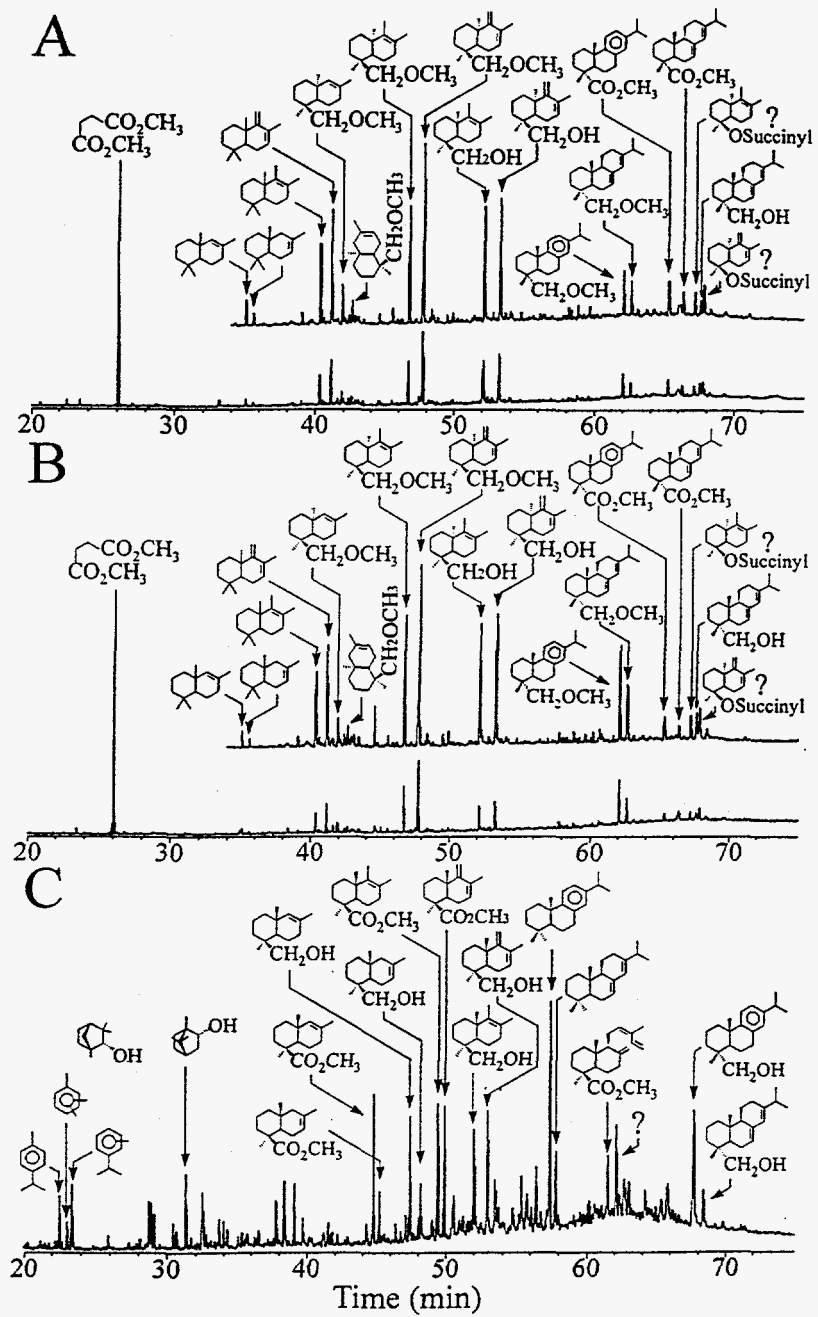 A
CO₂CH₃
CO₂CH₃
CH₂OCH₃
CH₂OCH₃
CH₂OCH₃
CH₂OCH₃
CH₂OH
CH₂OH
CO₂CH₃
CO₂CH₃
CH₂OCH₃
CH₂OCH₃
?
OSuccinyl
CH₂OH
?
OSuccinyl
20 30 40 50 60 70
B
CO₂CH₃
CO₂CH₃
CH₂OCH₃
CH₂OCH₃
CH₂OCH₃
CH₂OCH₃
CH₂OH
CH₂OH
CO₂CH₃
CO₂CH₃
CH₂OCH₃
CH₂OCH₃
?
OSuccinyl
CH₂OH
?
OSuccinyl
20 30 40 50 60 70
C
OH
OH
CH₂OH
CO₂CH₃
CO₂CH₃
CO₂CH₃
CO₂CH₃
CH₂OH
CH₂OH
CH₂OH
CO₂CH₃
?
CH₂OH
CH₂OH
20 30 40 50 60 70
Time (min)